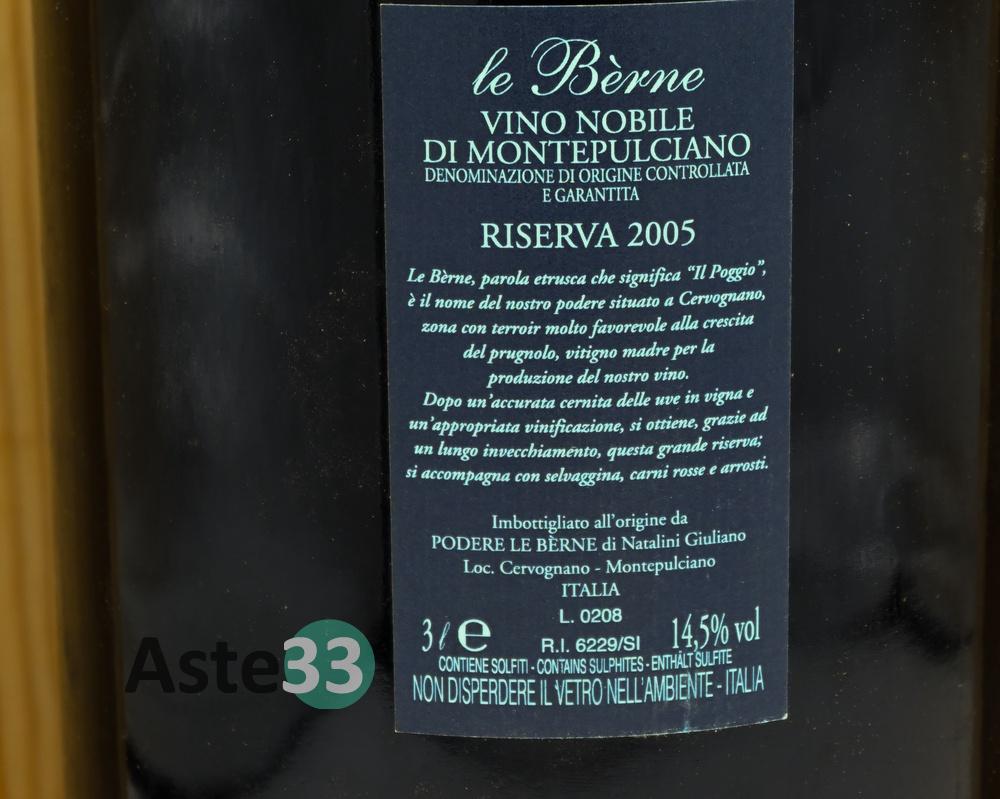 le Bèrne
VINO NOBILE
DI MONTEPULCIANO
DENOMINAZIONE DI ORIGINE CONTROLLATA
E GARANTITA
RISERVA 2005
Le Bèrne, parola etrusca che significa “Il Poggio”,
è il nome del nostro podere situato a Cervognano,
zona con terroir molto favorevole alla crescita
del prugnolo, vitigno madre per la
produzione del nostro vino.
Dopo un'accurata cernita delle uve in vigna e
un'appropriata vinificazione, si ottiene, grazie ad
un lungo invecchiamento, questa grande riserva;
si accompagna con selvaggina, carni rosse e arrosti.
Imbottigliato all'origine da
PODERE LE BÈRNE di Natalini Giuliano
Loc. Cervognano - Montepulciano
ITALIA
L. 0208
3 ℓ e R.I. 6229/SI 14,5% vol
CONTIENE SOLFITI - CONTAINS SULPHITES - ENTHÄLT SULFITE
NON DISPERDERE IL VETRO NELL'AMBIENTE - ITALIA
Aste33